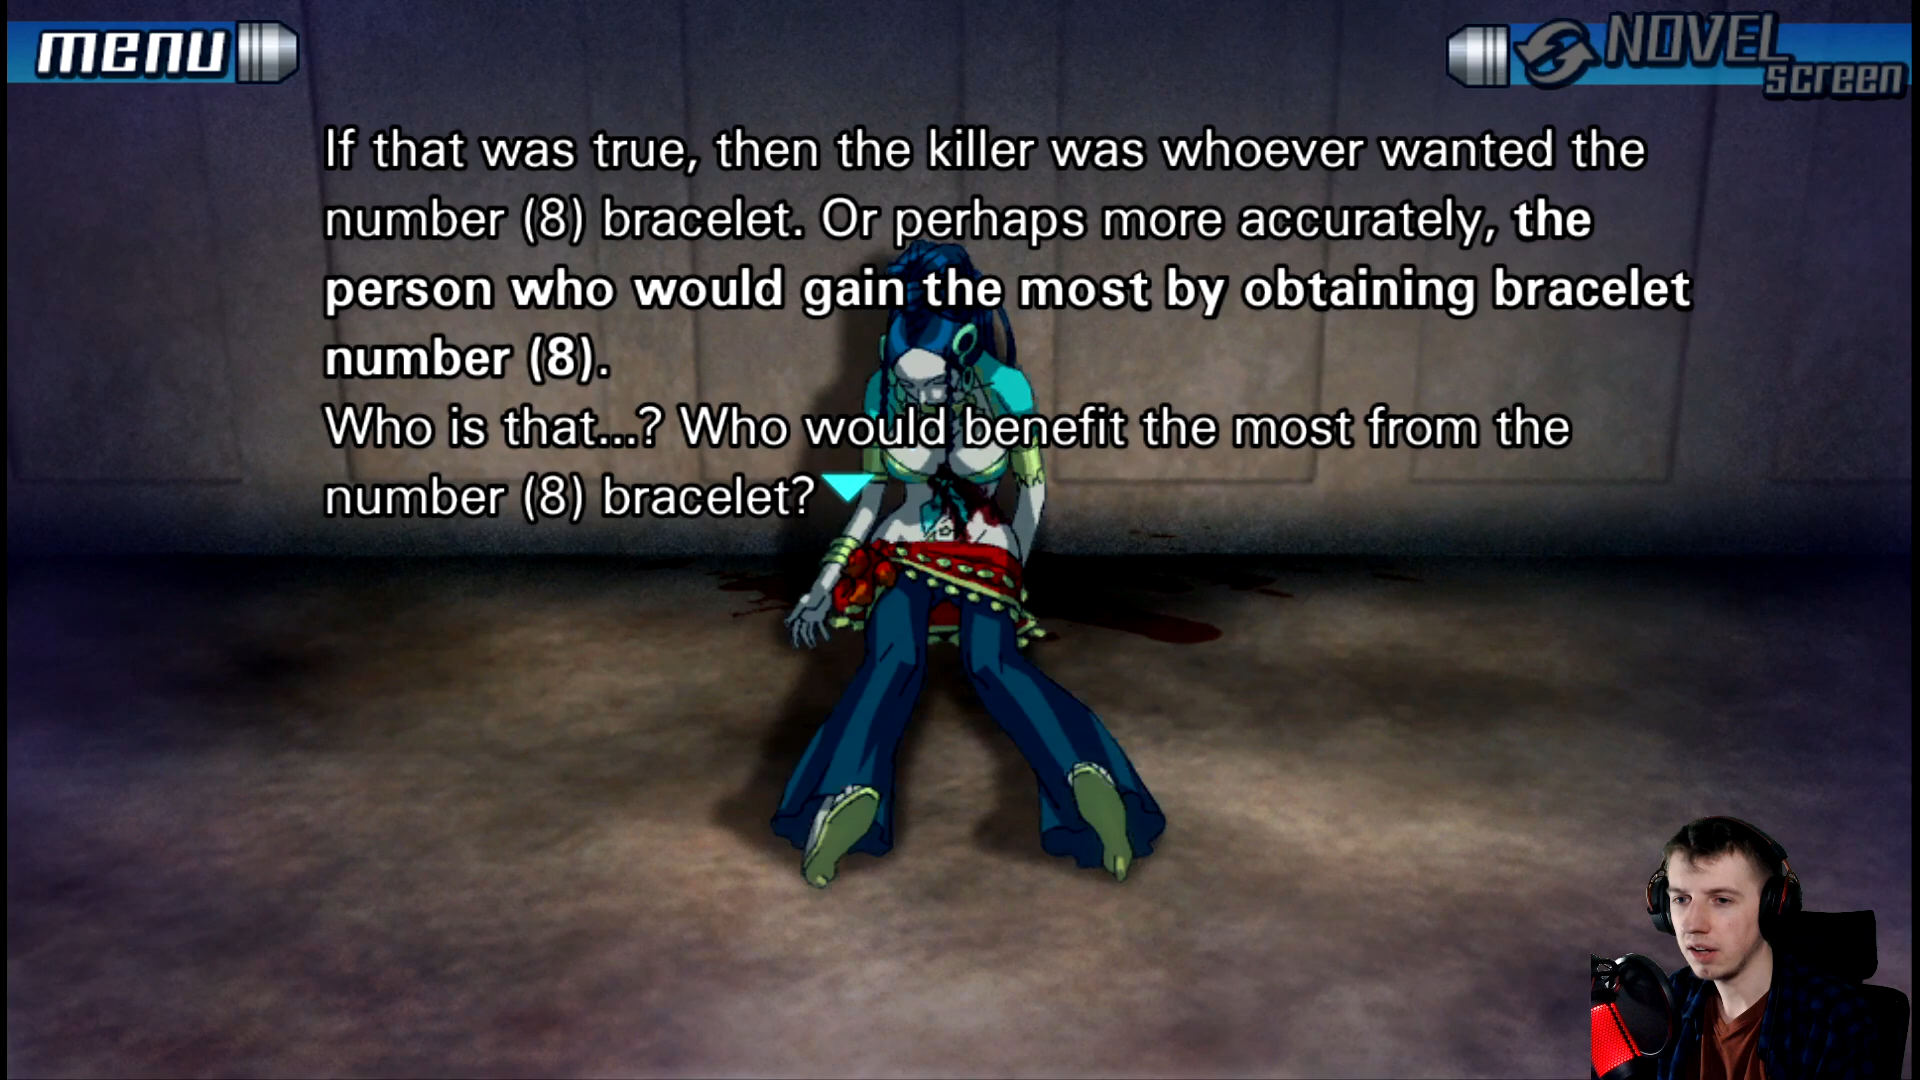 menu
NOVEL
screen
If that was true, then the killer was whoever wanted the
number (8) bracelet. Or perhaps more accurately, the
person who would gain the most by obtaining bracelet
number (8).
Who is that...? Who would benefit the most from the
number (8) bracelet?